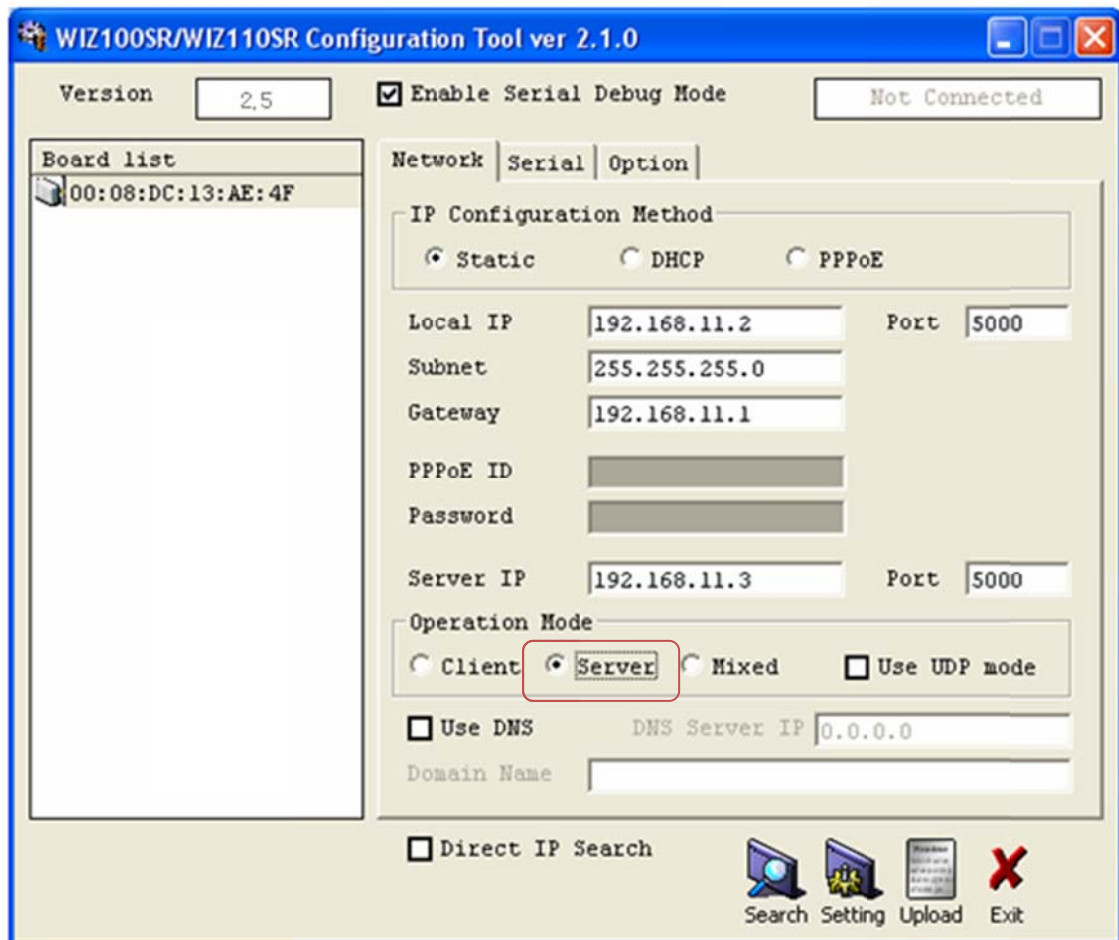 WIZ100SR/WIZ110SR Configuration Tool ver 2.1.0
Version 2,5 Enable Serial Debug Mode Not Connected
Board list
00:08:DC:13:AE:4F
Network Serial Option
IP Configuration Method
Static DHCP PPPoE
Local IP 192.168.11.2 Port 5000
Subnet 255.255.255.0
Gateway 192.168.11.1
PPPoE ID
Password
Server IP 192.168.11.3 Port 5000
Operation Mode
Client Server Mixed Use UDP mode
Use DNS DNS Server IP 0.0.0.0
Domain Name
Direct IP Search
Search Setting Upload Exit